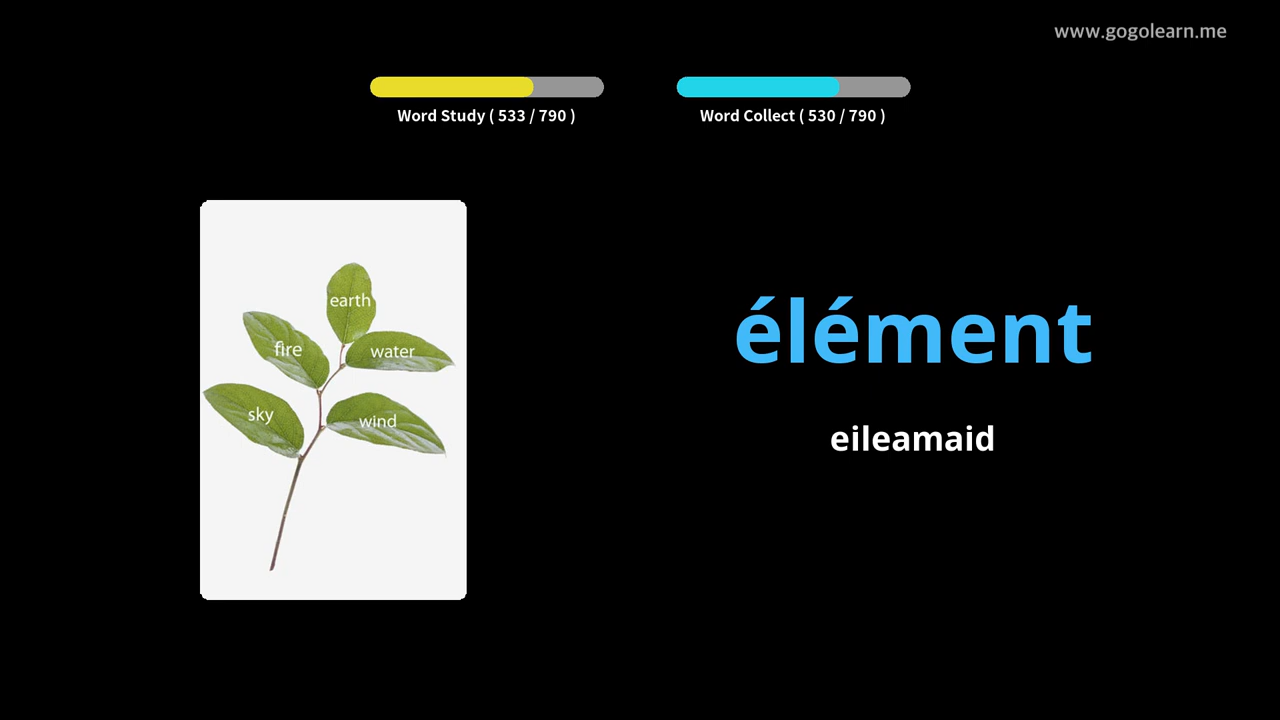 www.gogolearn.me
Word Study ( 533 / 790 )
Word Collect ( 530 / 790 )
earth
fire
water
sky
wind
élément
eileamaid